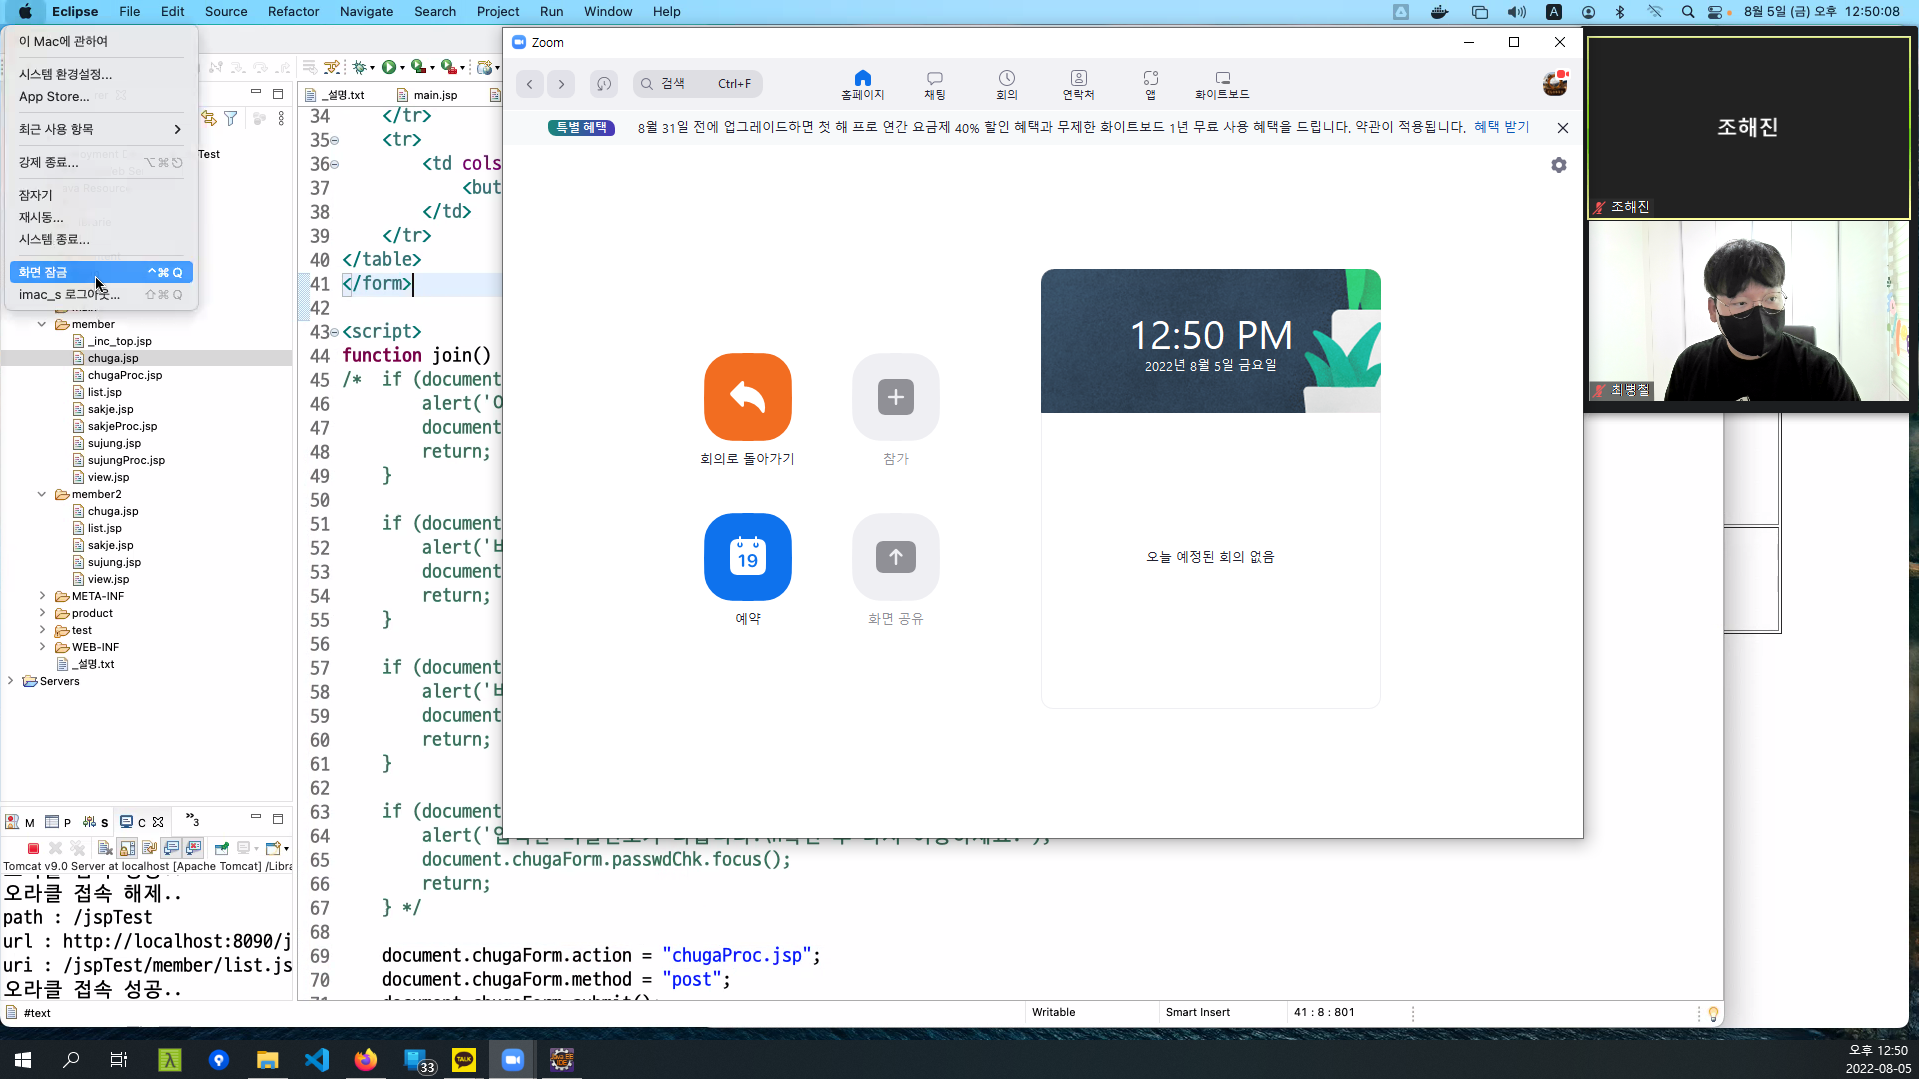 Eclipse File Edit Source Refactor Navigate Search Project Run Window Help
A 8월 5일 (금) 오후 12:50:08
이 Mac에 관하여
시스템 환경설정...
App Store...
최근 사용 항목
강제 종료...
잠자기
재시동...
시스템 종료...
화면 잠금 ^⌘Q
imac_s 로그아웃... ⇧⌘Q
Test
member
_inc_top.jsp
chuga.jsp
chugaProc.jsp
list.jsp
sakje.jsp
sakjeProc.jsp
sujung.jsp
sujungProc.jsp
view.jsp
member2
chuga.jsp
list.jsp
sakje.jsp
sujung.jsp
view.jsp
META-INF
product
test
WEB-INF
_설명.txt
Servers
M P S C »3
Tomcat v9.0 Server at localhost [Apache Tomcat] /Libra
오라클 접속 해제..
path : /jspTest
url : http://localhost:8090/j
uri : /jspTest/member/list.js
오라클 접속 성공..
#text
_설명.txt main.jsp
34 </tr>
35 <tr>
36 <td cols
37 <but
38 </td>
39 </tr>
40 </table>
41 </form>
42
43 <script>
44 function join()
45 /* if (document
46 alert('
47 document
48 return;
49 }
50
51 if (document
52 alert('
53 document
54 return;
55 }
56
57 if (document
58 alert('
59 document
60 return;
61 }
62
63 if (document
64 alert('
65 document.chugaForm.passwdChk.focus();
66 return;
67 } */
68
69 document.chugaForm.action = "chugaProc.jsp";
70 document.chugaForm.method = "post";
Writable Smart Insert 41 : 8 : 801
Zoom
검색 Ctrl+F
홈페이지 채팅 회의 연락처 앱 화이트보드
특별 혜택 8월 31일 전에 업그레이드하면 첫 해 프로 연간 요금제 40% 할인 혜택과 무제한 화이트보드 1년 무료 사용 혜택을 드립니다. 약관이 적용됩니다. 혜택 받기
회의로 돌아가기 참가
19
예약 화면 공유
12:50 PM
2022년 8월 5일 금요일
오늘 예정된 회의 없음
조해진
조해진
최병철
33
TALK
오후 12:50
2022-08-05